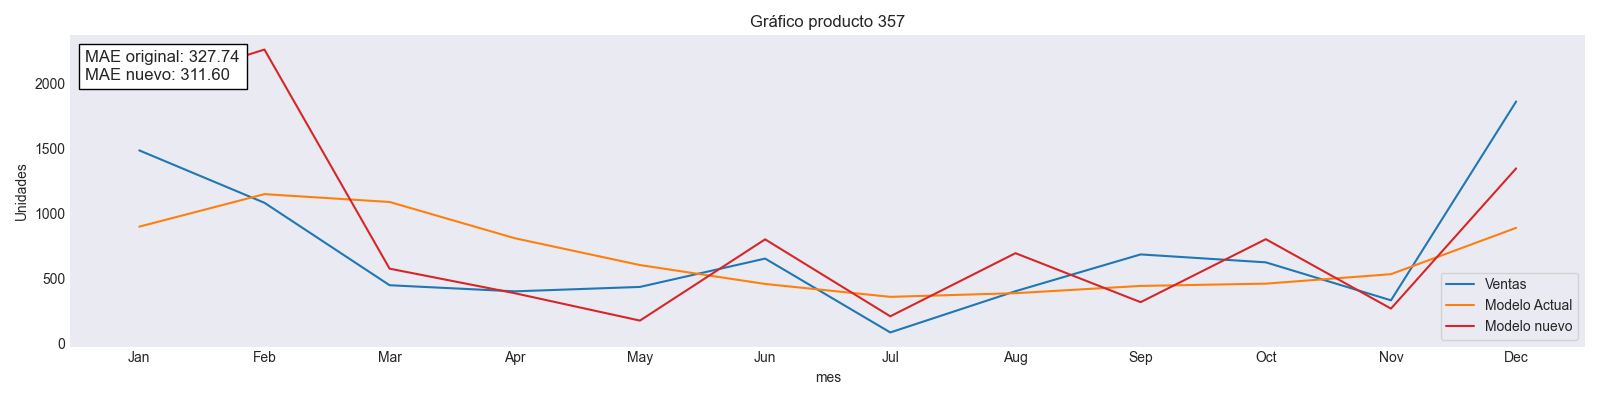 Gráfico producto 357
MAE original: 327.74
MAE nuevo: 311.60
Unidades
2000
1500
1000
500
0
Ventas
Modelo Actual
Modelo nuevo
Jan Feb Mar Apr May Jun Jul Aug Sep Oct Nov Dec
mes